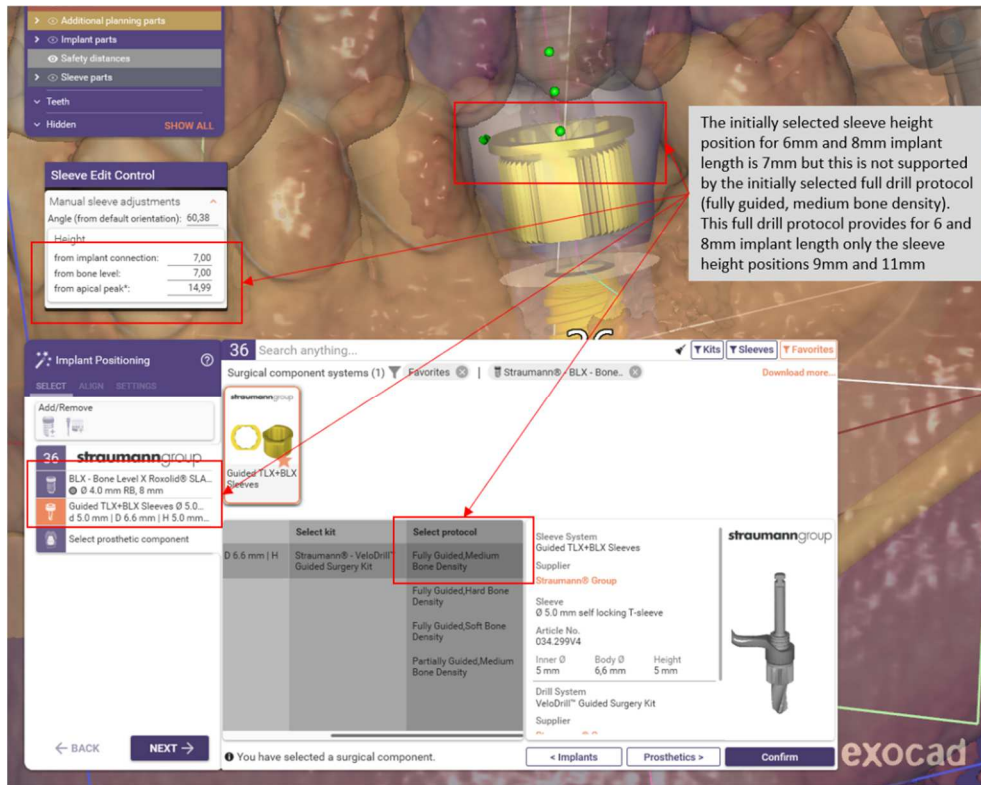 Additional planning parts
Implant parts
Safety distances
Sleeve parts
Teeth
Hidden SHOW ALL
Sleeve Edit Control
Manual sleeve adjustments
Angle (from default orientation): 60,38
Height
from implant connection: 7,00
from bone level: 7,00
from apical peak*: 14,99
The initially selected sleeve height
position for 6mm and 8mm implant
length is 7mm but this is not supported
by the initially selected full drill protocol
(fully guided, medium bone density).
This full drill protocol provides for 6 and
8mm implant length only the sleeve
height positions 9mm and 11mm
36
Implant Positioning
SELECT ALIGN SETTINGS
Add/Remove
36 straumanngroup
BLX - Bone Level X Roxolid® SLA...
Ø 4.0 mm RB, 8 mm
Guided TLX+BLX Sleeves Ø 5.0...
d 5.0 mm | D 6.6 mm | H 5.0 mm...
Select prosthetic component
← BACK NEXT →
36 Search anything...
Kits Sleeves Favorites
Surgical component systems (1) Favorites | Straumann® - BLX - Bone.. Download more...
straumanngroup
Guided TLX+BLX
Sleeves
Select kit Select protocol
D 6.6 mm | H Straumann® - VeloDrill™
Guided Surgery Kit
Fully Guided,Medium
Bone Density
Fully Guided,Hard Bone
Density
Fully Guided,Soft Bone
Density
Partially Guided,Medium
Bone Density
Sleeve System
Guided TLX+BLX Sleeves
Supplier
Straumann® Group
Sleeve
Ø 5.0 mm self locking T-sleeve
Article No.
034.299V4
Inner Ø Body Ø Height
5 mm 6,6 mm 5 mm
Drill System
VeloDrill™ Guided Surgery Kit
Supplier
straumanngroup
You have selected a surgical component.
< Implants Prosthetics > Confirm
exocad